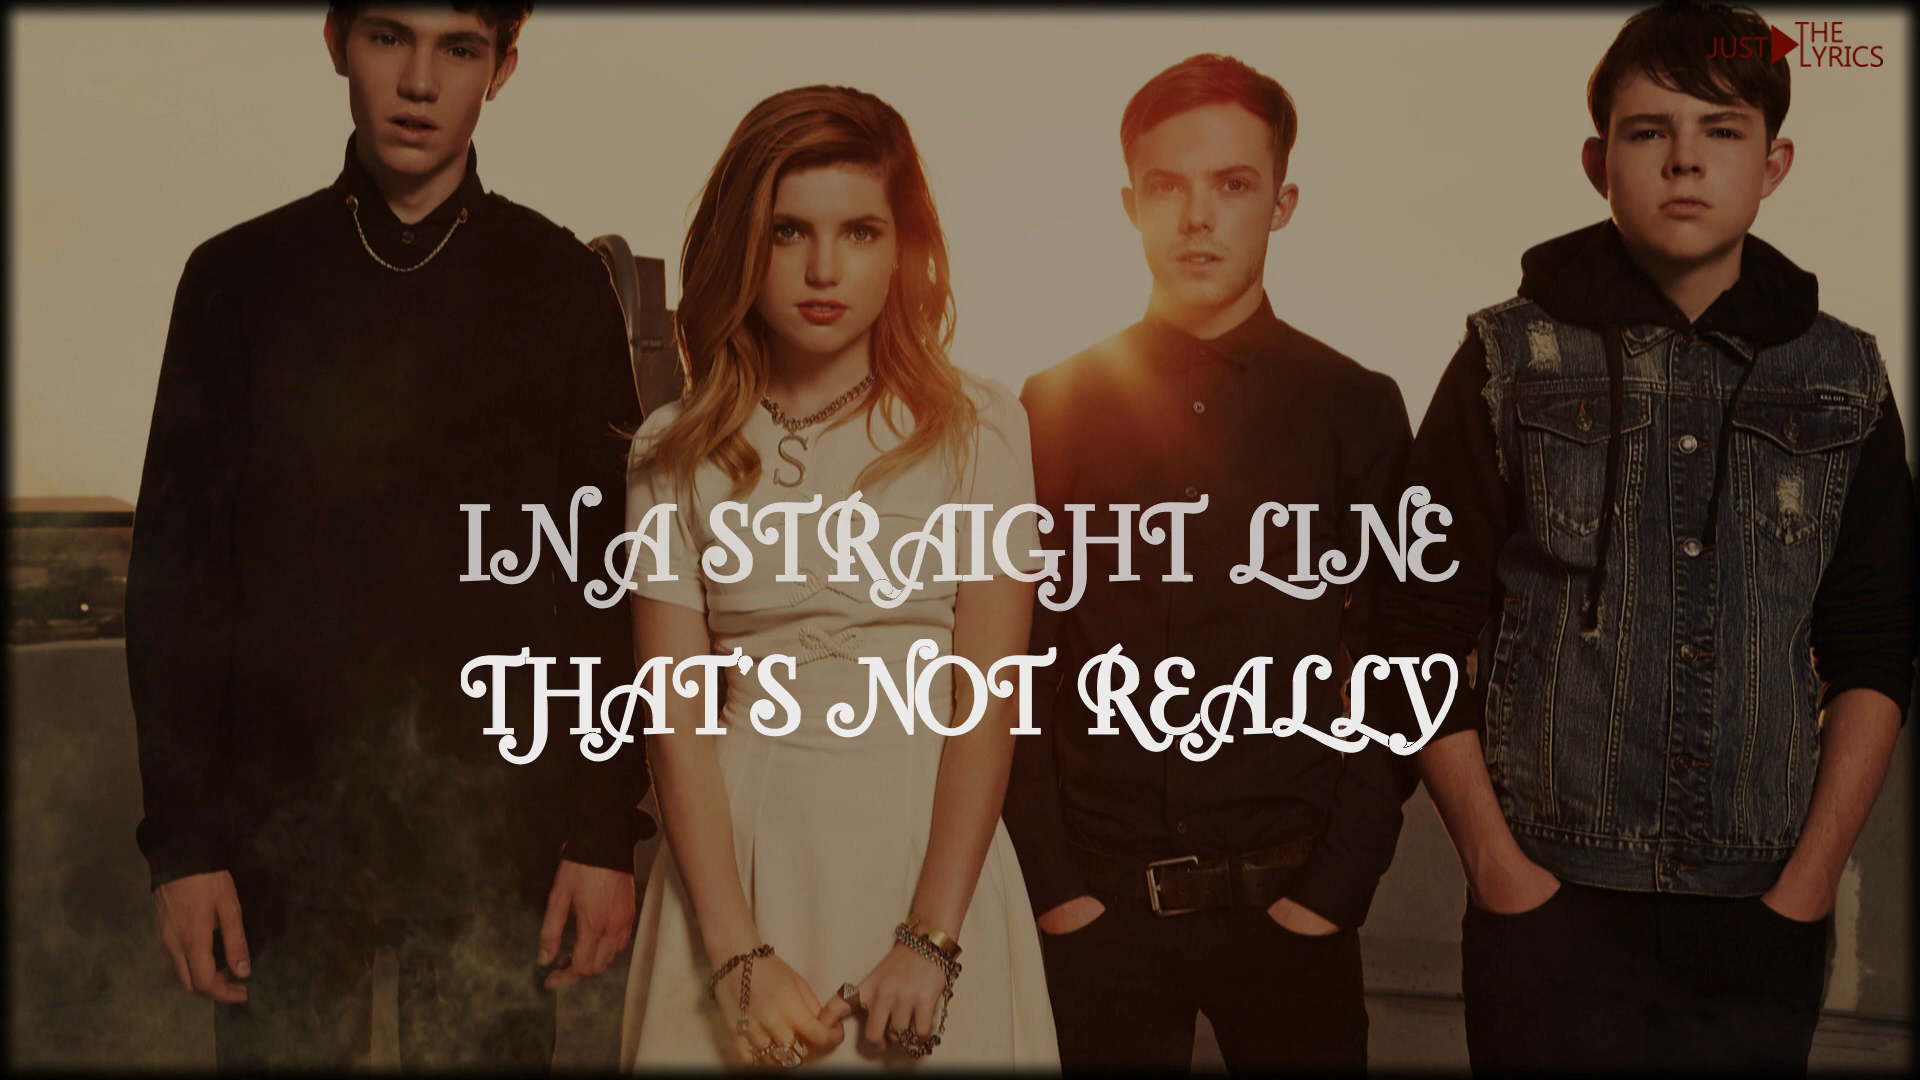 JUST THE
LYRICS
S
IN A STRAIGHT LINE
THAT'S NOT REALLY